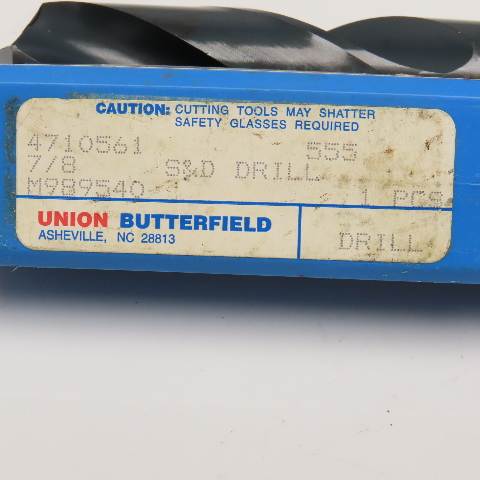 CAUTION: CUTTING TOOLS MAY SHATTER
SAFETY GLASSES REQUIRED
4710561 555
7/8 S&D DRILL
M989540 1 PCS
UNION BUTTERFIELD
ASHEVILLE, NC 28813
DRILL